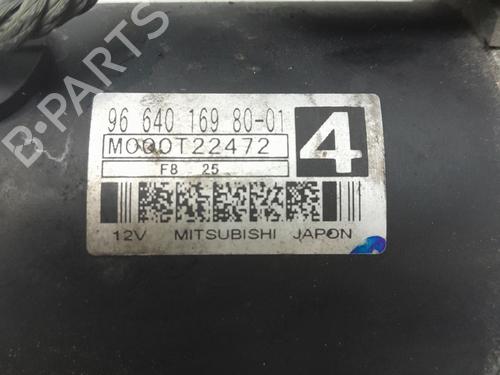 96 640 169 80-01
4
M000T22472
F8 25
12V MITSUBISHI JAPON
B-PARTS